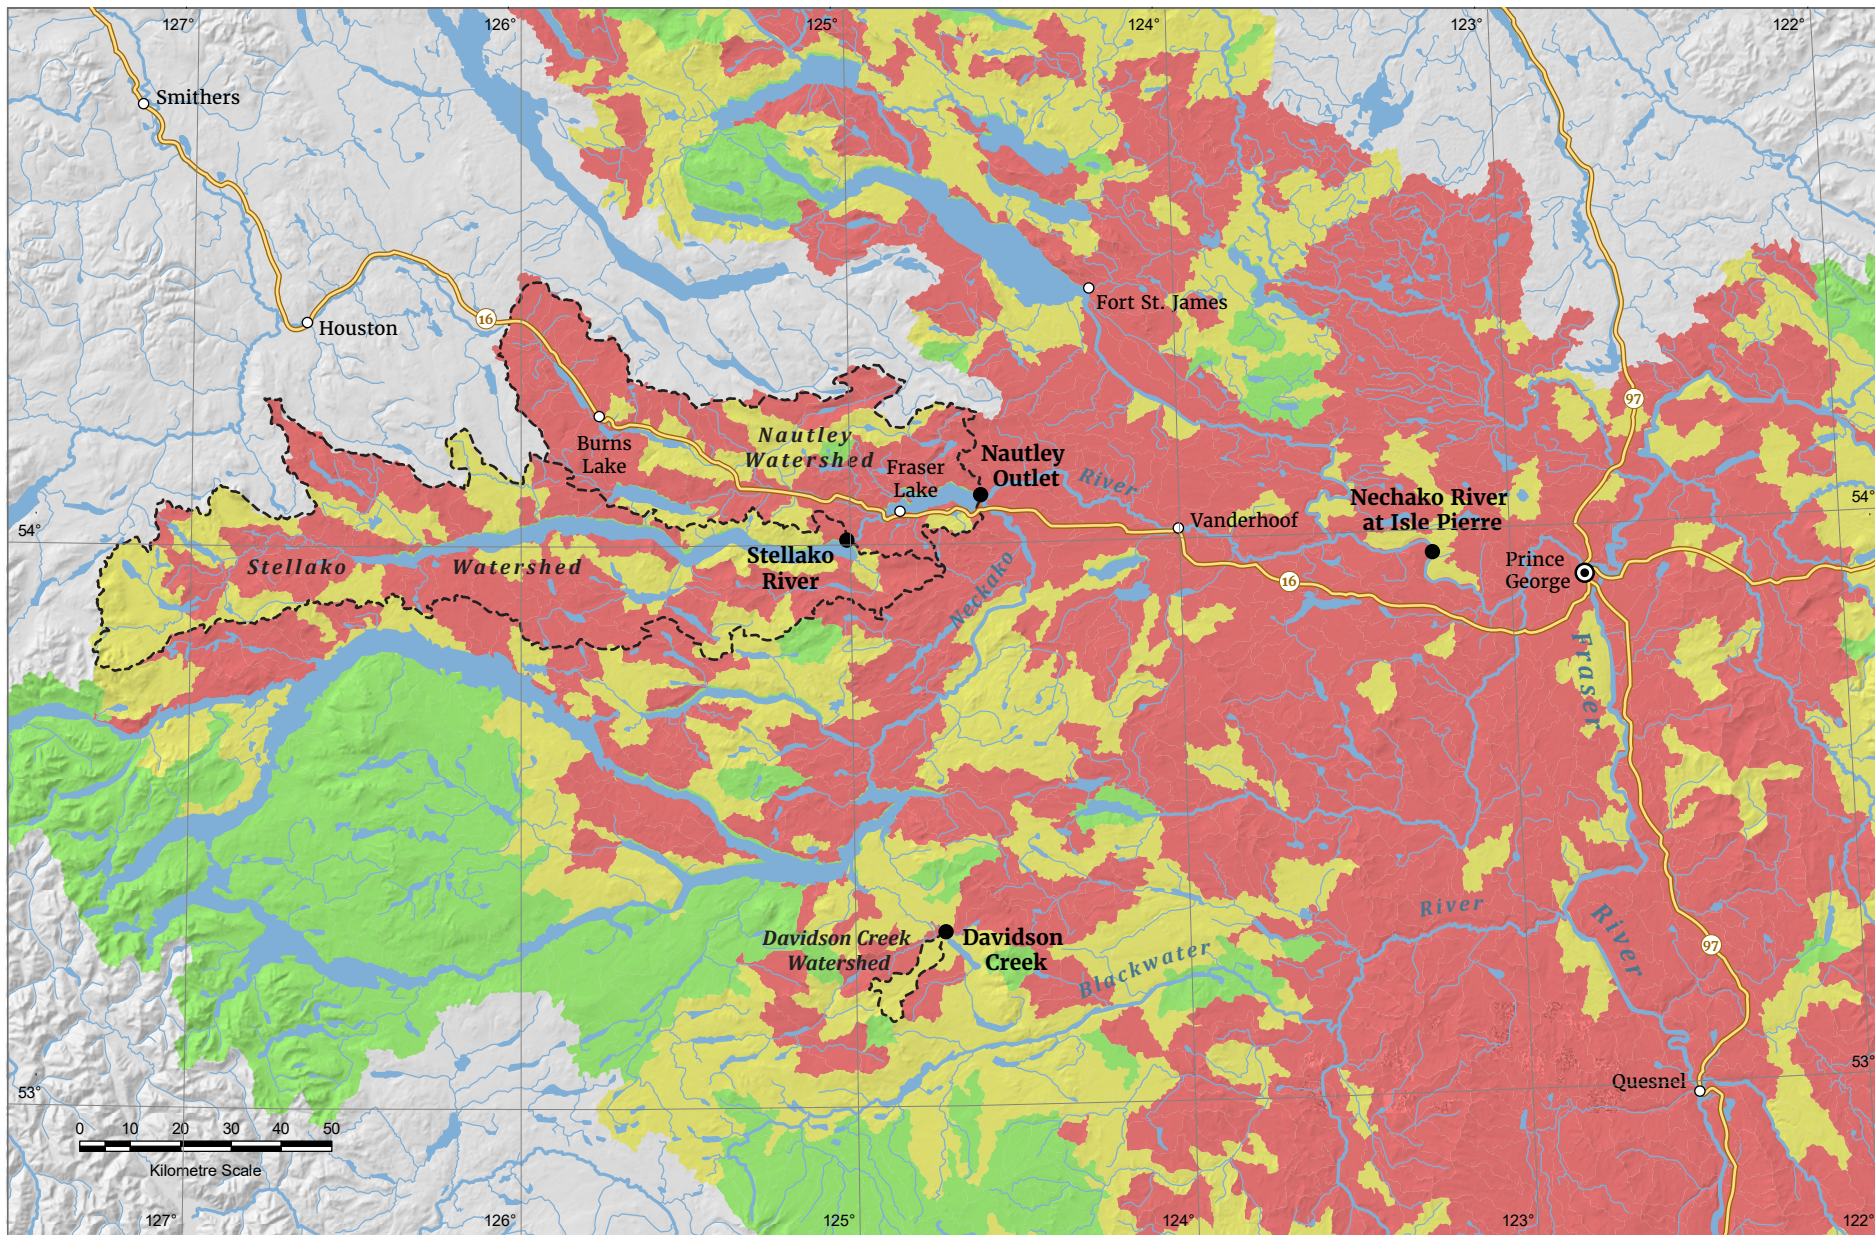 127°
126°
125°
124°
123°
122°
Smithers
Houston
16
Fort St. James
97
Burns
Lake
Nautley
Watershed
Fraser
Lake
Nautley
Outlet
River
Nechako River
at Isle Pierre
54°
54°
Vanderhoof
Stellako
River
Stellako
Watershed
Neckako
16
Prince
George
Fraser
River
Davidson Creek
Watershed
Davidson
Creek
Blackwater
River
97
Quesnel
53°
53°
0 10 20 30 40 50
Kilometre Scale
127°
126°
125°
124°
123°
122°